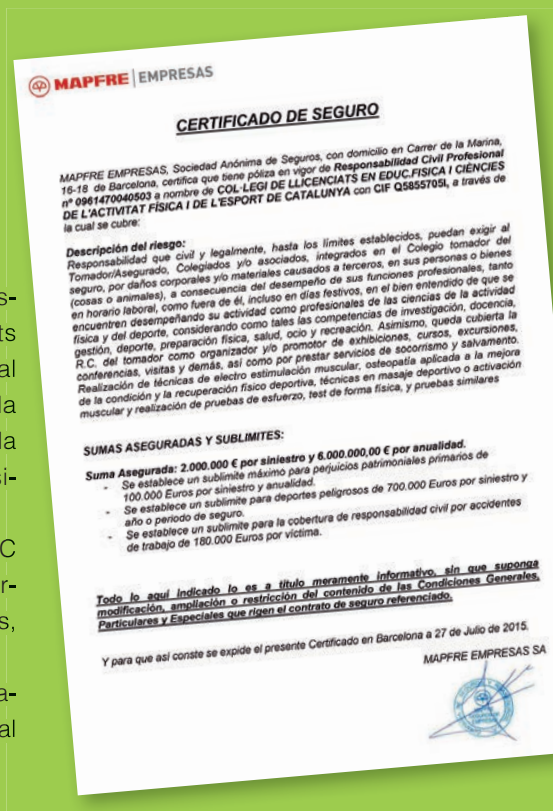 MAPFRE | EMPRESAS
CERTIFICADO DE SEGURO
MAPFRE EMPRESAS, Sociedad Anónima de Seguros, con domicilio en Carrer de la Marina,
16-18 de Barcelona, certifica que tiene póliza en vigor de Responsabilidad Civil Profesional
nº 0961470040503 a nombre de COL·LEGI DE LLICENCIATS EN EDUC.FISICA I CIÈNCIES
DE L'ACTIVITAT FÍSICA I DE L'ESPORT DE CATALUNYA con CIF Q5855705I, a través de
la cual se cubre:
Descripción del riesgo:
Responsabilidad que civil y legalmente, hasta los límites establecidos, puedan exigir al
Tomador/Asegurado, Colegiados y/o asociados, integrados en el Colegio tomador del
seguro, por daños corporales y/o materiales causados a terceros, en sus personas o bienes
(cosas o animales), a consecuencia del desempeño de sus funciones profesionales, tanto
en horario laboral, como fuera de él, incluso en días festivos, en el bien entendido de que se
encuentren desempeñando su actividad como profesionales de las ciencias de la actividad
física y del deporte, considerando como tales las competencias de investigación, docencia,
gestión, deporte, preparación física, salud, ocio y recreación. Asimismo, queda cubierta la
R.C. del tomador como organizador y/o promotor de exhibiciones, cursos, excursiones,
conferencias, visitas y demás, así como por prestar servicios de socorrismo y salvamento.
Realización de técnicas de electro estimulación muscular, osteopatía aplicada a la mejora
de la condición y la recuperación físico deportiva, técnicas en masaje deportivo o activación
muscular y realización de pruebas de esfuerzo, test de forma física, y pruebas similares
SUMAS ASEGURADAS Y SUBLIMITES:
Suma Asegurada: 2.000.000 € por siniestro y 6.000.000,00 € por anualidad.
- Se establece un sublimite máximo para perjuicios patrimoniales primarios de
100.000 Euros por siniestro y anualidad.
- Se establece un sublimite para deportes peligrosos de 700.000 Euros por siniestro y
año o periodo de seguro.
- Se establece un sublimite para la cobertura de responsabilidad civil por accidentes
de trabajo de 180.000 Euros por víctima.
Todo lo aquí indicado lo es a título meramente informativo, sin que suponga
modificación, ampliación o restricción del contenido de las Condiciones Generales,
Particulares y Especiales que rigen el contrato de seguro referenciado.
Y para que así conste se expide el presente Certificado en Barcelona a 27 de Julio de 2015.
MAPFRE EMPRESAS SA
s-
ts
al
la
la
si-
C
r-
s,
a-
al